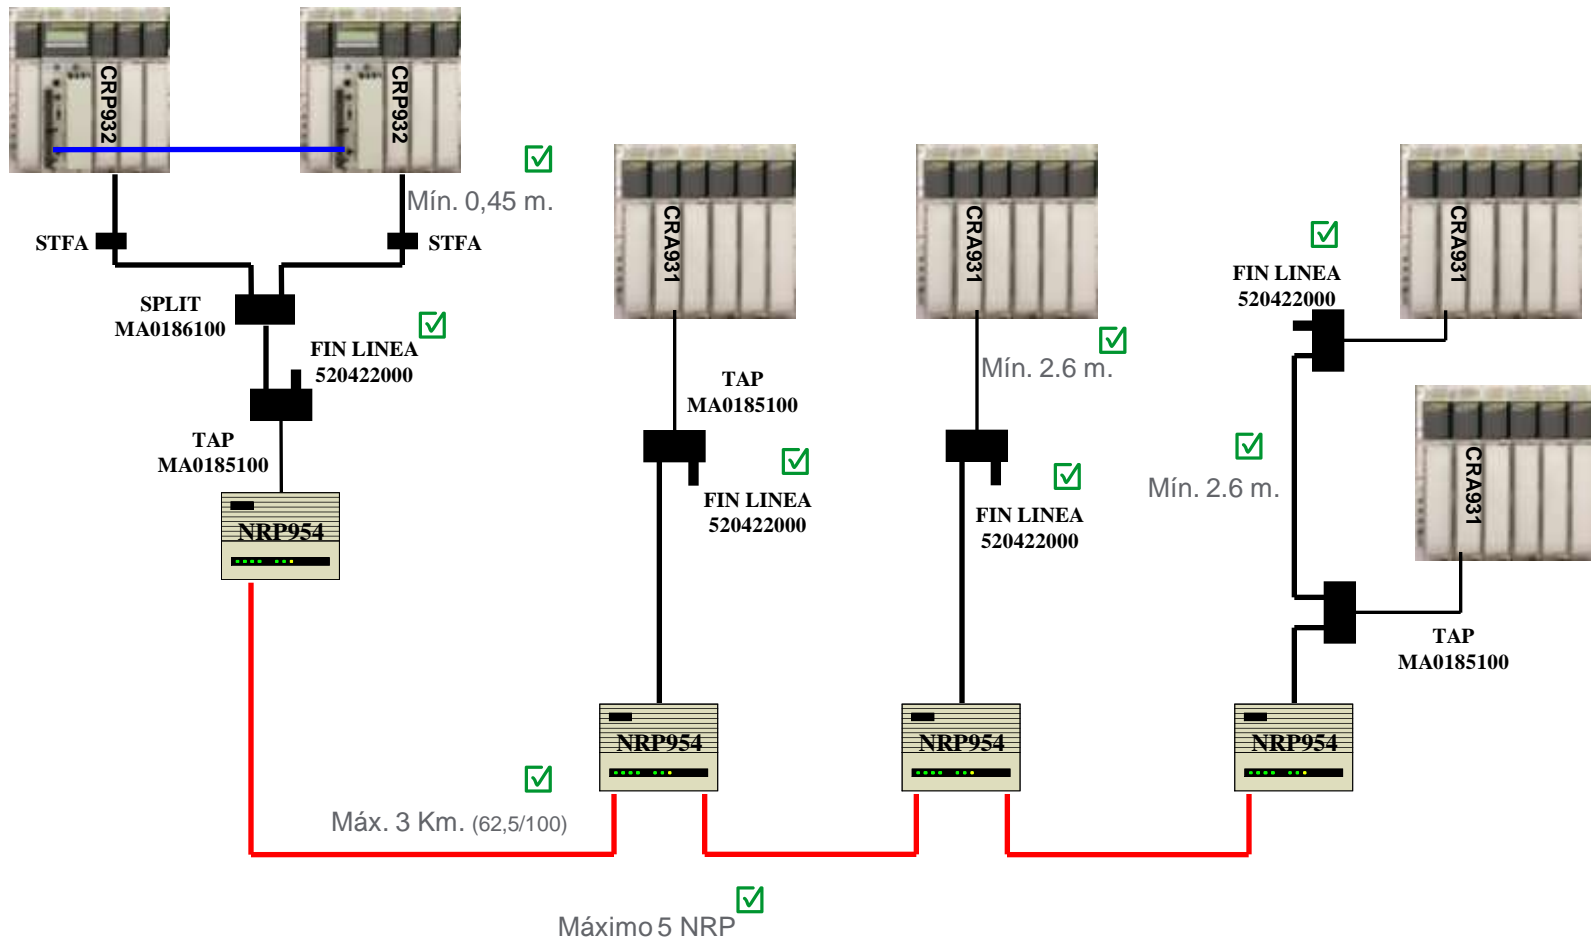 CRP932
CRP932
Mín. 0,45 m.
STFA
STFA
SPLIT
MA0186100
FIN LINEA
520422000
TAP
MA0185100
NRP954
CRA931
TAP
MA0185100
FIN LINEA
520422000
NRP954
CRA931
Mín. 2.6 m.
FIN LINEA
520422000
NRP954
CRA931
FIN LINEA
520422000
Mín. 2.6 m.
CRA931
TAP
MA0185100
NRP954
Máx. 3 Km. (62,5/100)
Máximo 5 NRP